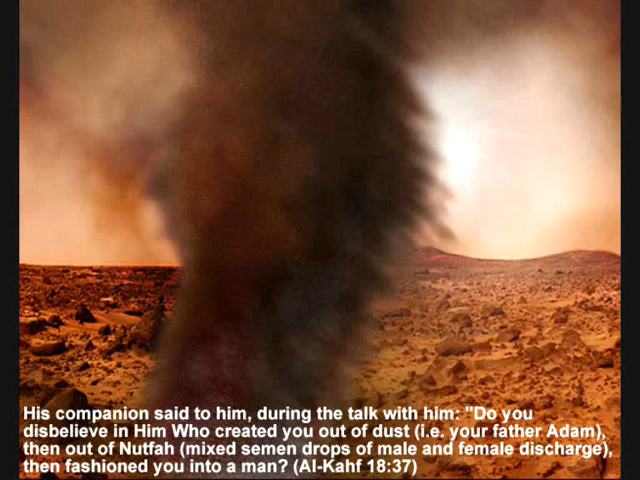 His companion said to him, during the talk with him: "Do you
disbelieve in Him Who created you out of dust (i.e. your father Adam),
then out of Nutfah (mixed semen drops of male and female discharge),
then fashioned you into a man? (Al-Kahf 18:37)